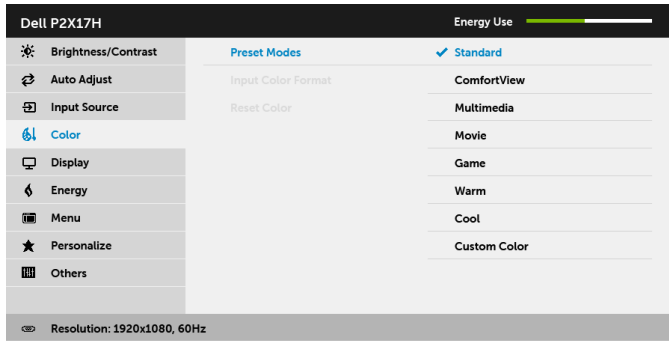 Dell P2X17H Energy Use
Brightness/Contrast Preset Modes Standard
Auto Adjust Input Color Format ComfortView
Input Source Reset Color Multimedia
Color Movie
Display Game
Energy Warm
Menu Cool
Personalize Custom Color
Others
Resolution: 1920x1080, 60Hz